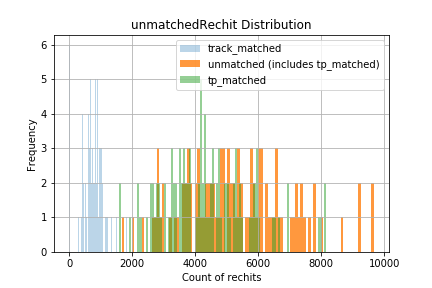 unmatchedRechit Distribution
track_matched
unmatched (includes tp_matched)
tp_matched
Frequency
6
5
4
3
2
1
0
0 2000 4000 6000 8000 10000
Count of rechits